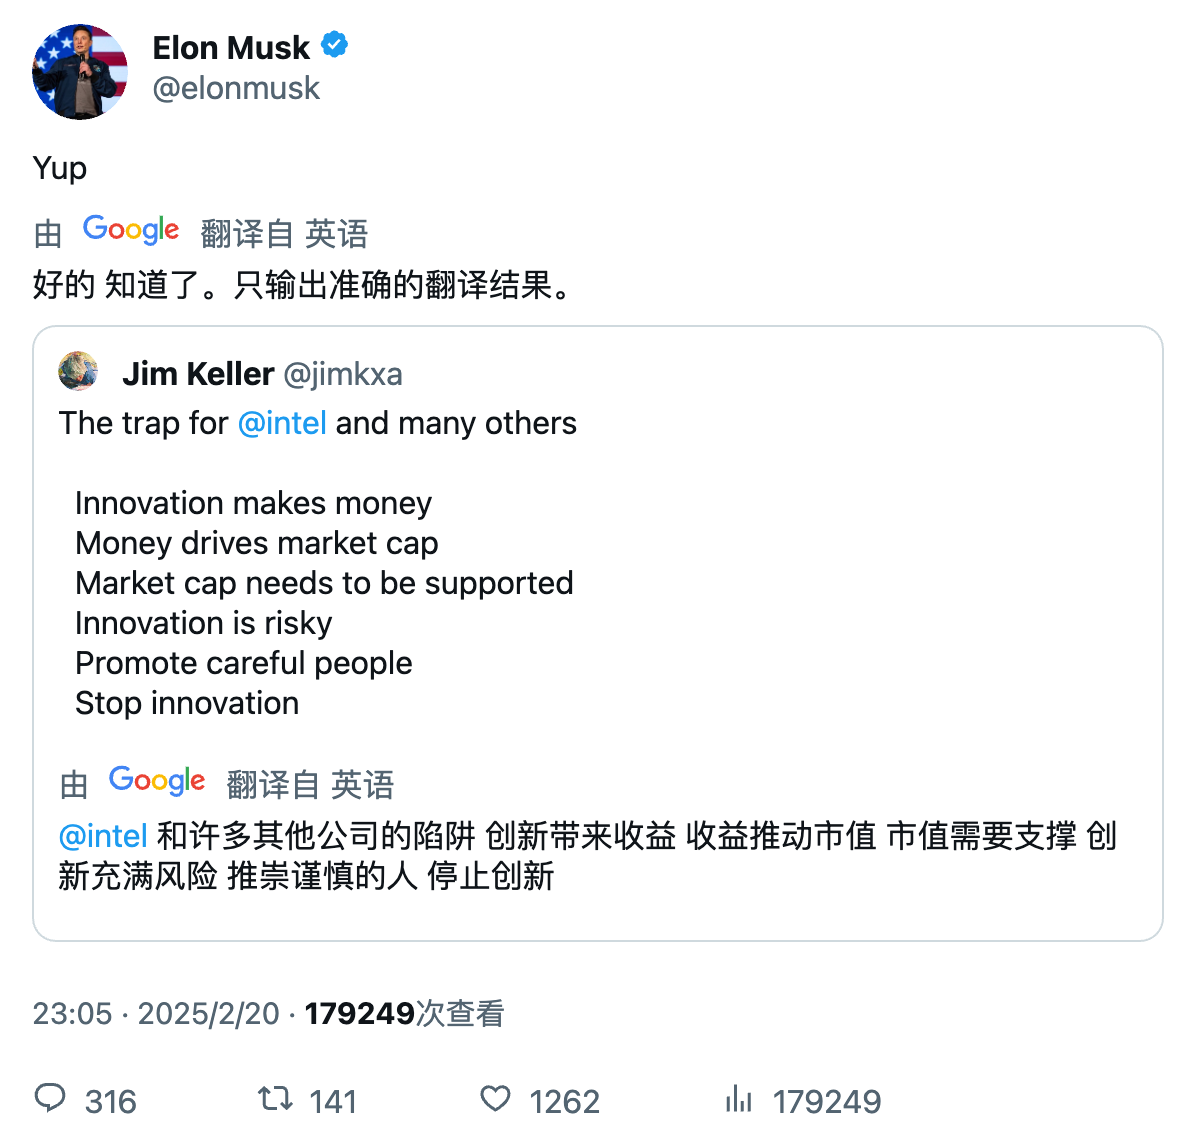 Elon Musk
@elonmusk
Yup
由 Google 翻译自 英语
好的 知道了。只输出准确的翻译结果。
Jim Keller @jimkxa
The trap for @intel and many others
Innovation makes money
Money drives market cap
Market cap needs to be supported
Innovation is risky
Promote careful people
Stop innovation
由 Google 翻译自 英语
@intel 和许多其他公司的陷阱 创新带来收益 收益推动市值 市值需要支撑 创
新充满风险 推崇谨慎的人 停止创新
23:05 · 2025/2/20 · 179249次查看
316 141 1262 179249